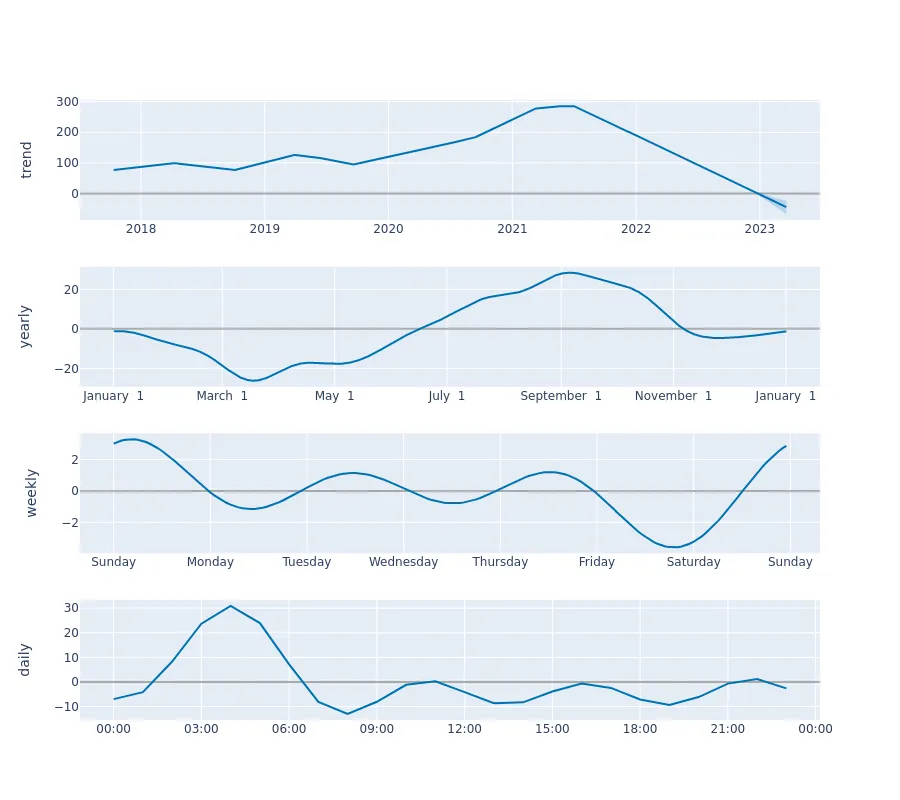 300
200
100
0
trend
2018 2019 2020 2021 2022 2023
20
0
−20
yearly
January 1 March 1 May 1 July 1 September 1 November 1 January 1
2
0
−2
weekly
Sunday Monday Tuesday Wednesday Thursday Friday Saturday Sunday
30
20
10
0
−10
daily
00:00 03:00 06:00 09:00 12:00 15:00 18:00 21:00 00:00